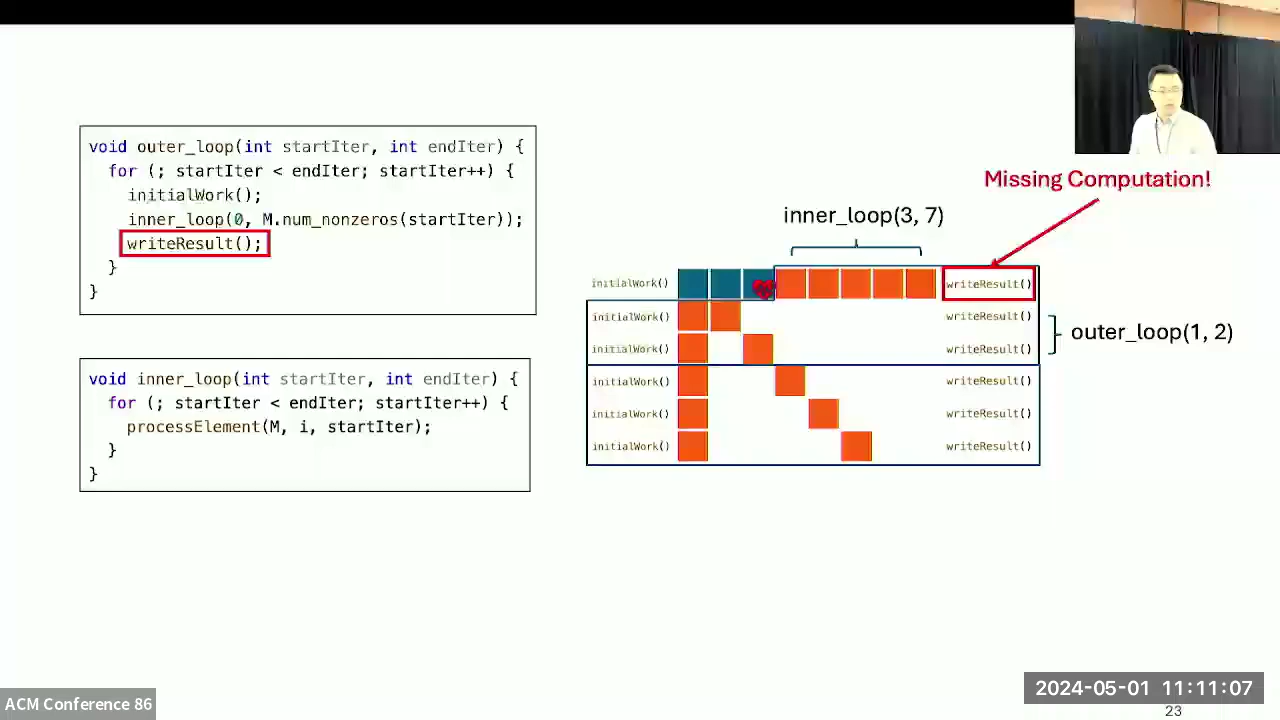 void outer_loop(int startIter, int endIter) {
for (; startIter < endIter; startIter++) {
initialWork();
inner_loop(0, M.num_nonzeros(startIter));
writeResult();
}
}
void inner_loop(int startIter, int endIter) {
for (; startIter < endIter; startIter++) {
processElement(M, i, startIter);
}
}
Missing Computation!
inner_loop(3, 7)
initialWork() writeResult()
initialWork() writeResult()
initialWork() writeResult()
outer_loop(1, 2)
initialWork() writeResult()
initialWork() writeResult()
initialWork() writeResult()
ACM Conference 86
2024-05-01 11:11:07
23